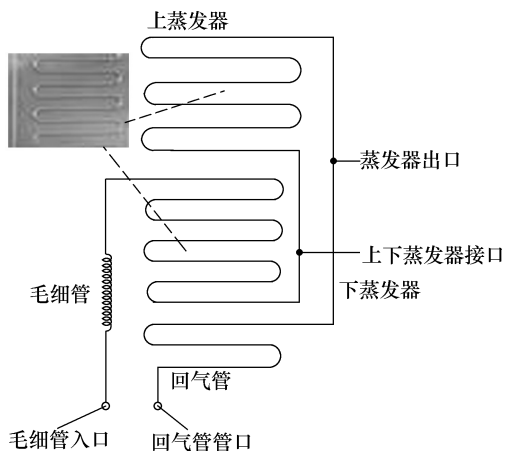 上蒸发器
蒸发器出口
上下蒸发器接口
下蒸发器
毛细管
回气管
毛细管入口
回气管管口